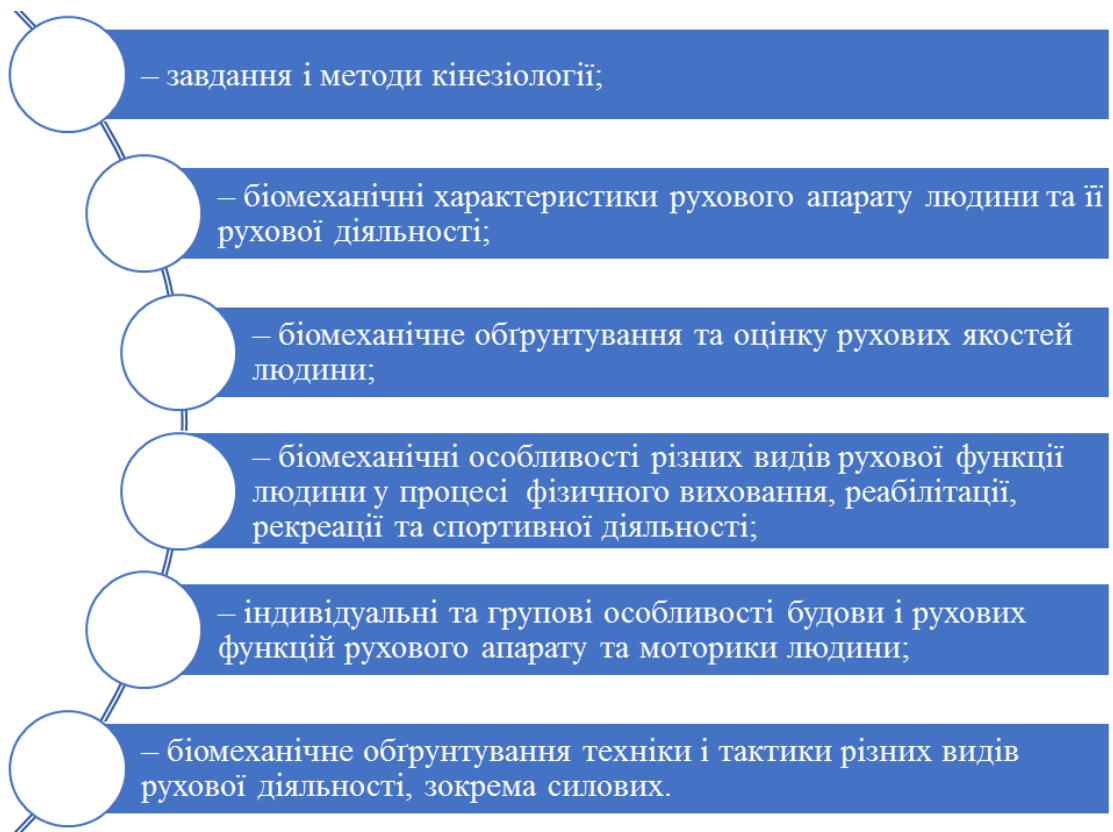 – завдання і методи кінезіології;
– біомеханічні характеристики рухового апарату людини та її
рухової діяльності;
– біомеханічне обґрунтування та оцінку рухових якостей
людини;
– біомеханічні особливості різних видів рухової функції
людини у процесі фізичного виховання, реабілітації,
рекреації та спортивної діяльності;
– індивідуальні та групові особливості будови і рухових
функцій рухового апарату та моторики людини;
– біомеханічне обґрунтування техніки і тактики різних видів
рухової діяльності, зокрема силових.